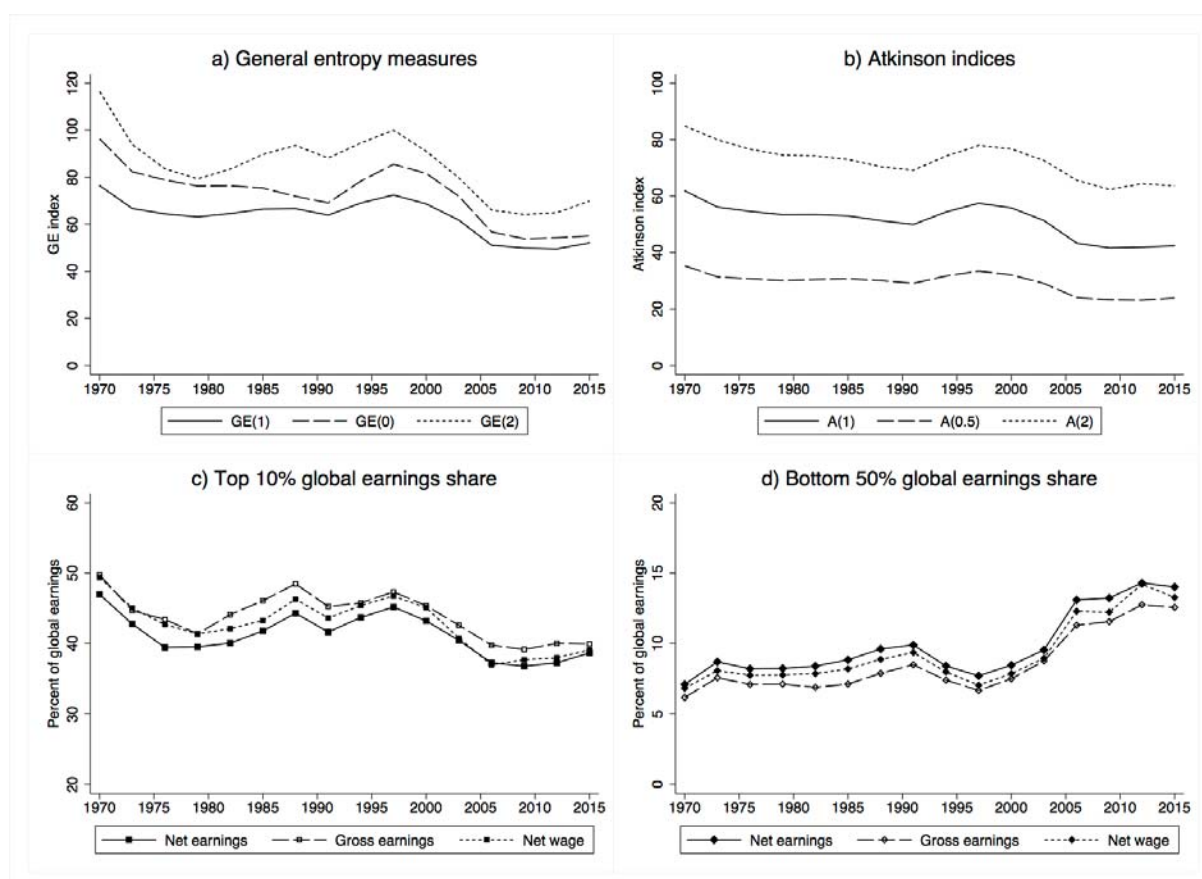 a) General entropy measures
GE index
0 20 40 60 80 100 120
1970 1975 1980 1985 1990 1995 2000 2005 2010 2015
GE(1) GE(0) GE(2)
b) Atkinson indices
Atkinson index
0 20 40 60 80 100
1970 1975 1980 1985 1990 1995 2000 2005 2010 2015
A(1) A(0.5) A(2)
c) Top 10% global earnings share
Percent of global earnings
20 30 40 50 60
1970 1975 1980 1985 1990 1995 2000 2005 2010 2015
Net earnings Gross earnings Net wage
d) Bottom 50% global earnings share
Percent of global earnings
0 5 10 15 20
1970 1975 1980 1985 1990 1995 2000 2005 2010 2015
Net earnings Gross earnings Net wage